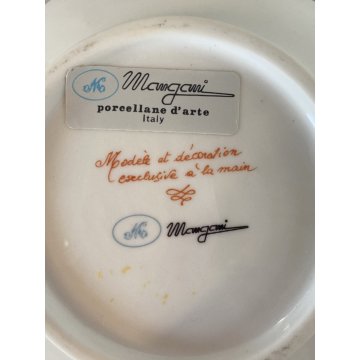 M Mangani
porcellane d'arte
Italy
Modèle et décoration
exclusive à la main
M Mangani